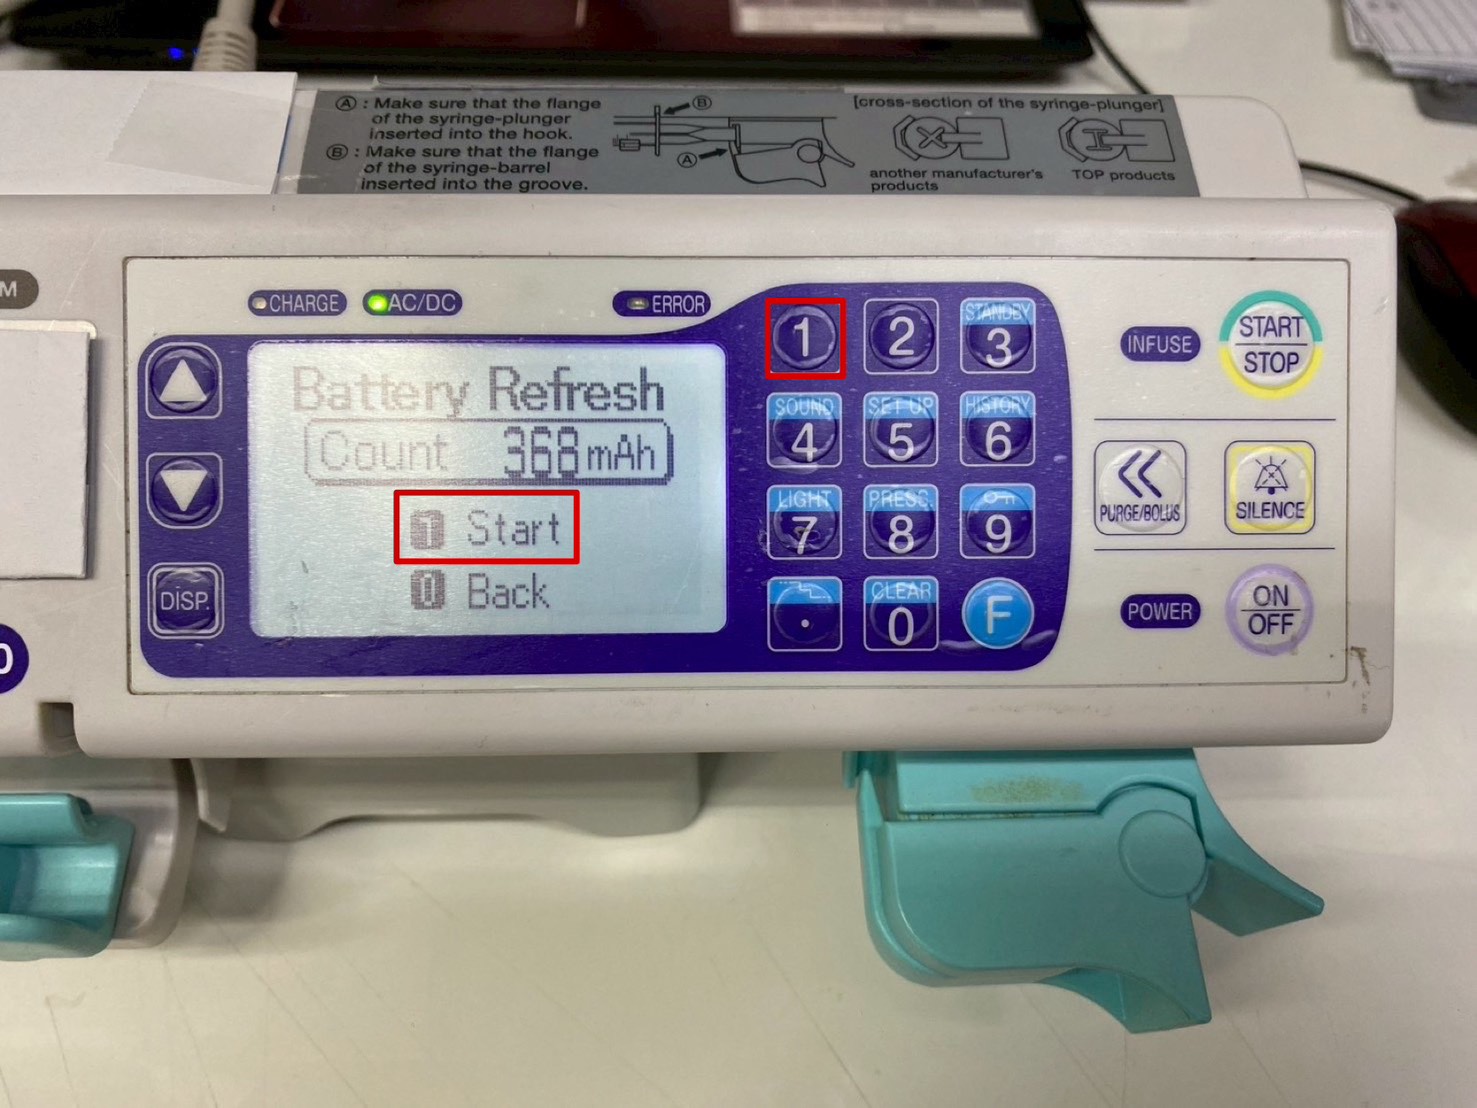 Ⓐ : Make sure that the flange
of the syringe-plunger
inserted into the hook.
Ⓑ : Make sure that the flange
of the syringe-barrel
inserted into the groove.
Ⓑ
Ⓐ
[cross-section of the syringe-plunger]
another manufacturer's
products
TOP products
M
CHARGE
AC/DC
ERROR
Battery Refresh
Count 368mAh
1 Start
0 Back
DISP.
0
1
2
STANDBY
3
SOUND
4
SET UP
5
HISTORY
6
LIGHT
7
PRESC.
8
9
.
CLEAR
0
F
INFUSE
START
STOP
PURGE/BOLUS
SILENCE
POWER
ON
OFF